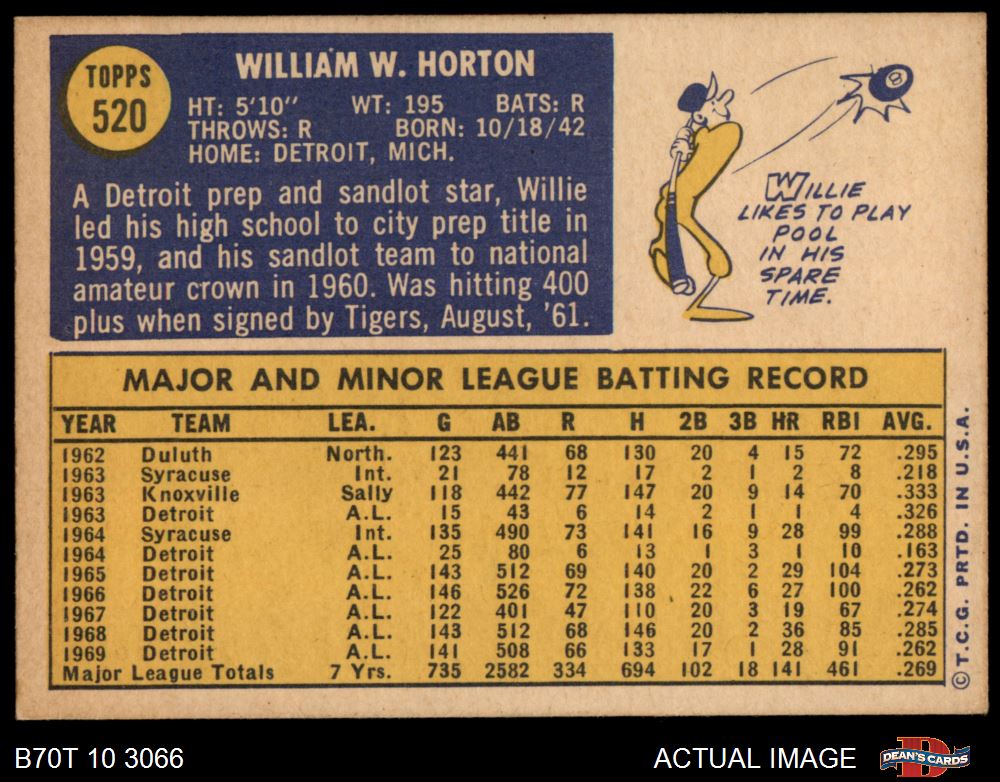 TOPPS
520
WILLIAM W. HORTON
HT: 5'10" WT: 195 BATS: R
THROWS: R BORN: 10/18/42
HOME: DETROIT, MICH.
A Detroit prep and sandlot star, Willie
led his high school to city prep title in
1959, and his sandlot team to national
amateur crown in 1960. Was hitting 400
plus when signed by Tigers, August, '61.
8
WILLIE
LIKES TO PLAY
POOL
IN HIS
SPARE
TIME.
MAJOR AND MINOR LEAGUE BATTING RECORD
YEAR TEAM LEA. G AB R H 2B 3B HR RBI AVG.
1962 Duluth North. 123 441 68 130 20 4 15 72 .295
1963 Syracuse Int. 21 78 12 17 2 1 2 8 .218
1963 Knoxville Sally 118 442 77 147 20 9 14 70 .333
1963 Detroit A.L. 15 43 6 14 2 1 1 4 .326
1964 Syracuse Int. 135 490 73 141 16 9 28 99 .288
1964 Detroit A.L. 25 80 6 13 1 3 1 10 .163
1965 Detroit A.L. 143 512 69 140 20 2 29 104 .273
1966 Detroit A.L. 146 526 72 138 22 6 27 100 .262
1967 Detroit A.L. 122 401 47 110 20 3 19 67 .274
1968 Detroit A.L. 143 512 68 146 20 2 36 85 .285
1969 Detroit A.L. 141 508 66 133 17 1 28 91 .262
Major League Totals 7 Yrs. 735 2582 334 694 102 18 141 461 .269
© T.C.G. PRTD. IN U.S.A.
B70T 10 3066
ACTUAL IMAGE
D
DEAN'S CARDS